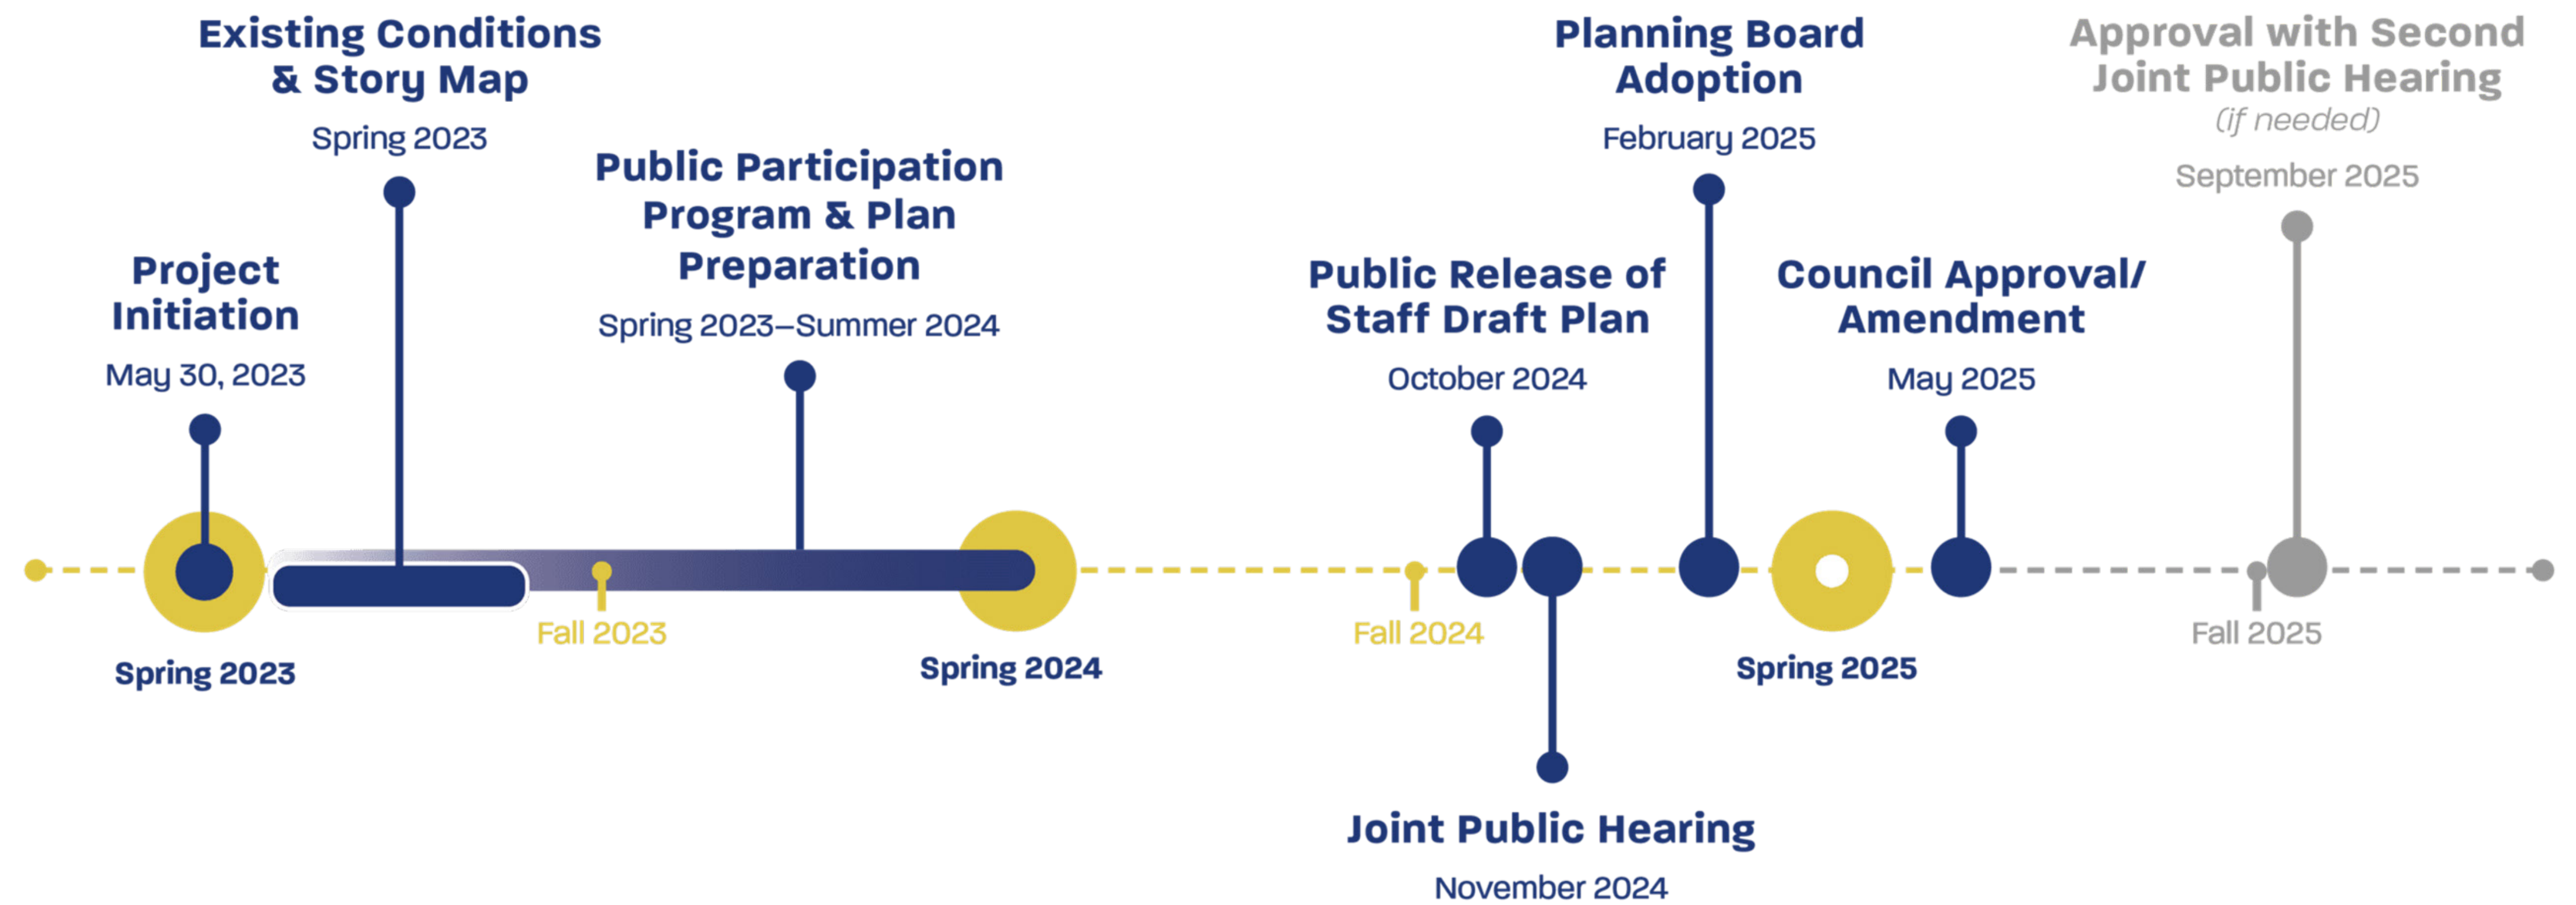 Existing Conditions
& Story Map
Spring 2023
Planning Board
Adoption
February 2025
Approval with Second
Joint Public Hearing
(if needed)
September 2025
Public Participation
Program & Plan
Preparation
Spring 2023–Summer 2024
Project
Initiation
May 30, 2023
Public Release of
Staff Draft Plan
October 2024
Council Approval/
Amendment
May 2025
Fall 2023
Fall 2024
Fall 2025
Spring 2023
Spring 2024
Spring 2025
Joint Public Hearing
November 2024